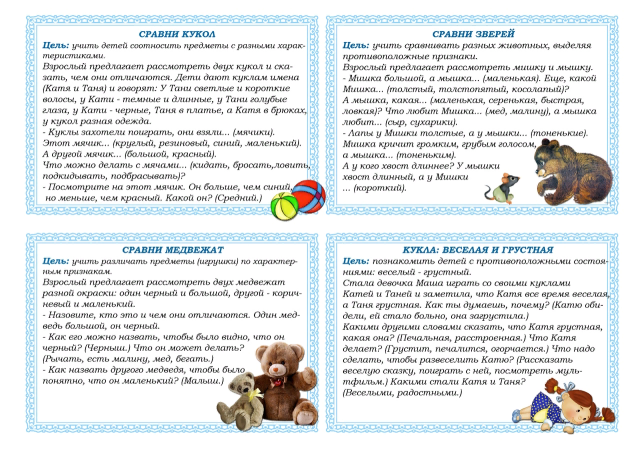 СРАВНИ КУКОЛ
Цель: учить детей соотносить предметы с разными харак-
теристиками.
Взрослый предлагает рассмотреть двух кукол и ска-
зать, чем они отличаются. Дети дают куклам имена
(Катя и Таня) и говорят: У Тани светлые и короткие
волосы, у Кати - темные и длинные, у Тани голубые
глаза, у Кати - черные, Таня в платье, а Катя в брюках,
у кукол разная одежда.
- Куклы захотели поиграть, они взяли... (мячики).
Этот мячик... (круглый, резиновый, синий, маленький).
А другой мячик... (большой, красный).
Что можно делать с мячами... (кидать, бросать,ловить,
подкидывать, подбрасывать)?
- Посмотрите на этот мячик. Он больше, чем синий,
но меньше, чем красный. Какой он? (Средний.)
СРАВНИ ЗВЕРЕЙ
Цель: учить сравнивать разных животных, выделяя
противоположные признаки.
Взрослый предлагает рассмотреть мишку и мышку.
- Мишка большой, а мышка... (маленькая). Еще, какой
Мишка... (толстый, толстопятый, косолапый)?
А мышка, какая... (маленькая, серенькая, быстрая,
ловкая)? Что любит Мишка... (мед, малину), а мышка
любит... (сыр, сухарики).
- Лапы у Мишки толстые, а у мышки... (тоненькие).
Мишка кричит громким, грубым голосом,
а мышка... (тоненьким).
А у кого хвост длиннее? У мышки
хвост длинный, а у Мишки
... (короткий).
СРАВНИ МЕДВЕЖАТ
Цель: учить различать предметы (игрушки) по характер-
ным признакам.
Взрослый предлагает рассмотреть двух медвежат
разной окраски: один черный и большой, другой - корич-
невый и маленький.
- Назовите, кто это и чем они отличаются. Один мед-
ведь большой, он черный.
- Как его можно назвать, чтобы было видно, что он
черный? (Черныш.) Что он может делать?
(Рычать, есть малину, мед, бегать.)
- Как назвать другого медведя, чтобы было
понятно, что он маленький? (Малыш.)
КУКЛА: ВЕСЕЛАЯ И ГРУСТНАЯ
Цель: познакомить детей с противоположными состоя-
ниями: веселый - грустный.
Стала девочка Маша играть со своими куклами
Катей и Таней и заметила, что Катя все время веселая,
а Таня грустная. Как ты думаешь, почему? (Катю оби-
дели, ей стало больно, она загрустила.)
Какими другими словами сказать, что Катя грустная,
какая она? (Печальная, расстроенная.) Что Катя
делает? (Грустит, печалится, огорчается.) Что надо
сделать, чтобы развеселить Катю? (Рассказать
веселую сказку, поиграть с ней, посмотреть муль-
тфильм.) Какими стали Катя и Таня?
(Веселыми, радостными.)